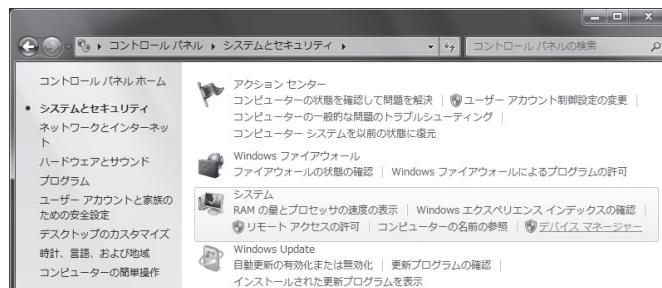 コントロール パネル ▸ システムとセキュリティ ▸
コントロール パネルの検索
コントロール パネル ホーム
システムとセキュリティ
ネットワークとインターネッ
ト
ハードウェアとサウンド
プログラム
ユーザー アカウントと家族の
ための安全設定
デスクトップのカスタマイズ
時計、言語、および地域
コンピューターの簡単操作
アクション センター
コンピューターの状態を確認して問題を解決 | ユーザー アカウント制御設定の変更 |
コンピューターの一般的な問題のトラブルシューティング |
コンピューター システムを以前の状態に復元
Windows ファイアウォール
ファイアウォールの状態の確認 | Windows ファイアウォールによるプログラムの許可
システム
RAM の量とプロセッサの速度の表示 | Windows エクスペリエンス インデックスの確認 |
リモート アクセスの許可 | コンピューターの名前の参照 | デバイス マネージャー
Windows Update
自動更新の有効化または無効化 | 更新プログラムの確認 |
インストールされた更新プログラムを表示